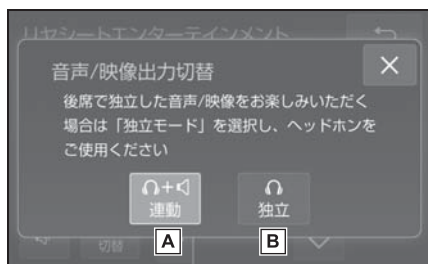 リヤシートエンターテインメント
音声/映像出力切替
後席で独立した音声/映像をお楽しみいただく
場合は「独立モード」を選択し、ヘッドホンを
ご使用ください
連動
独立
A
B
切替